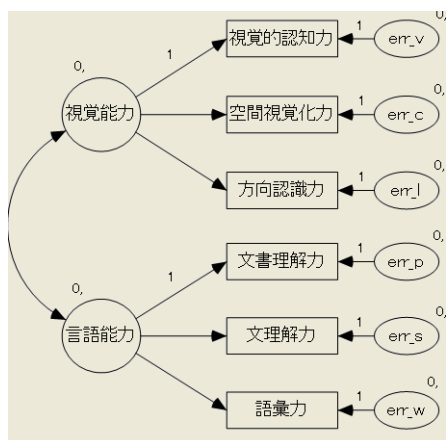 0,
1
視覚的認知力
1
err_v
0,
視覚能力
空間視覚化力
1
err_c
0,
方向認識力
1
err_l
0,
文書理解力
1
err_p
0,
1
0,
言語能力
文理解力
1
err_s
0,
語彙力
1
err_w
0,